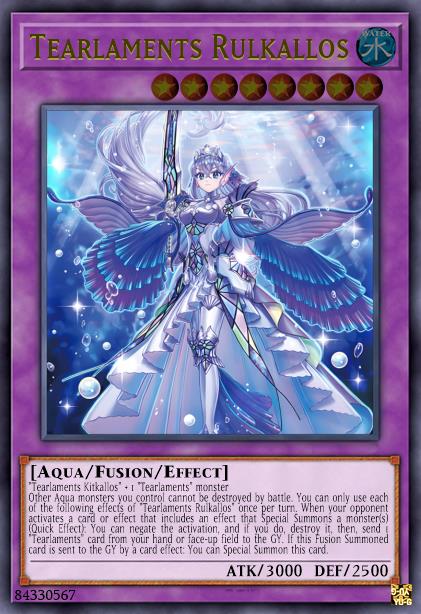 Tearlaments Rulkallos
WATER
水
[Aqua/Fusion/Effect]
"Tearlaments Kitkallos" + 1 "Tearlaments" monster
Other Aqua monsters you control cannot be destroyed by battle. You can only use each
of the following effects of "Tearlaments Rulkallos" once per turn. When your opponent
activates a card or effect that includes an effect that Special Summons a monster(s)
(Quick Effect): You can negate the activation, and if you do, destroy it, then, send 1
"Tearlaments" card from your hand or face-up field to the GY. If this Fusion Summoned
card is sent to the GY by a card effect: You can Special Summon this card.
ATK/3000 DEF/2500
84330567